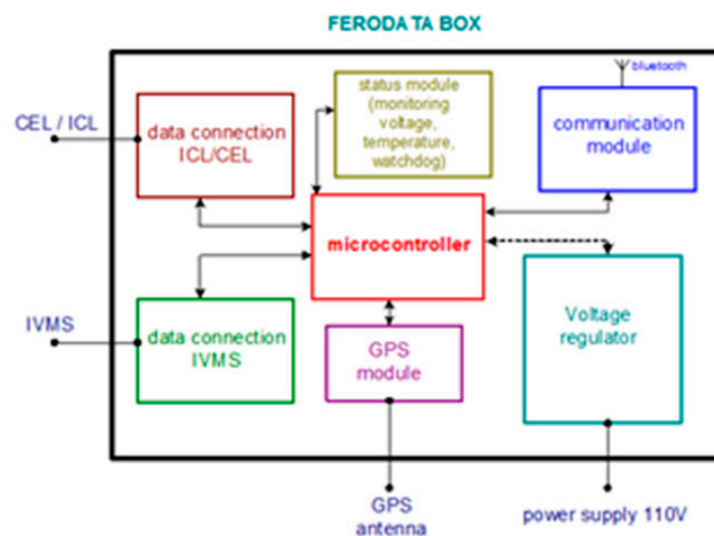 FERODATA BOX
bluetooth
CEL / ICL
data connection
ICL/CEL
status module
(monitoring
voltage,
temperature,
watchdog)
communication
module
microcontroller
IVMS
data connection
IVMS
GPS
module
Voltage
regulator
GPS
antenna
power supply 110V